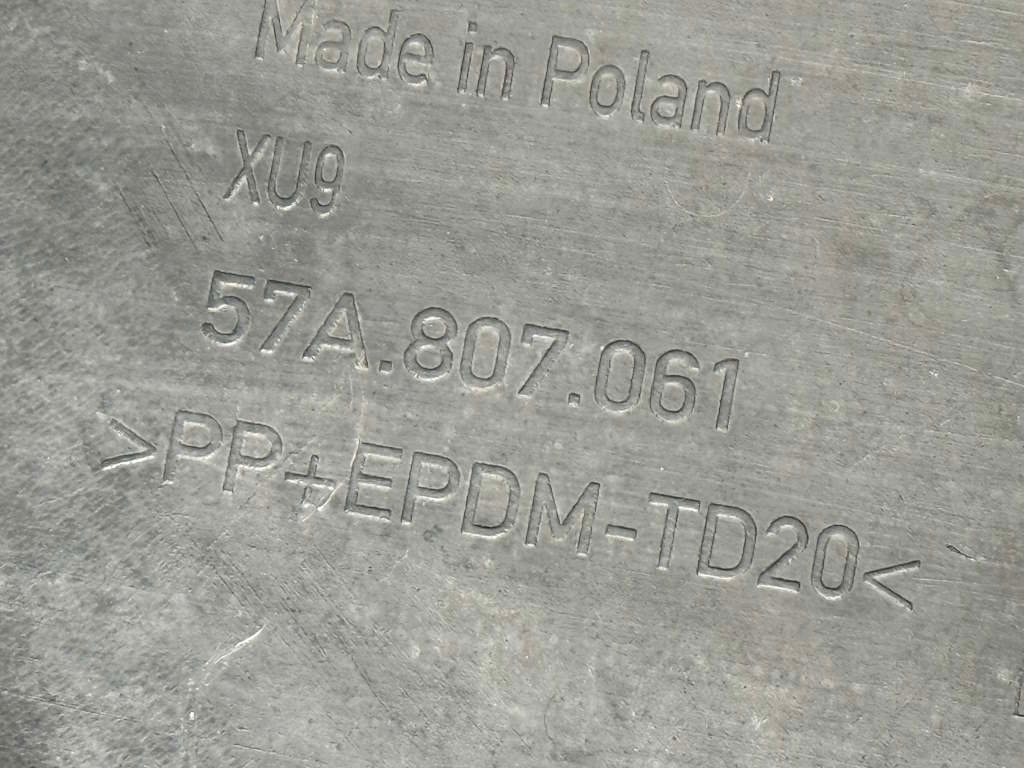 Made in Poland
XU9
57A.807.061
>PP+EPDM-TD20<